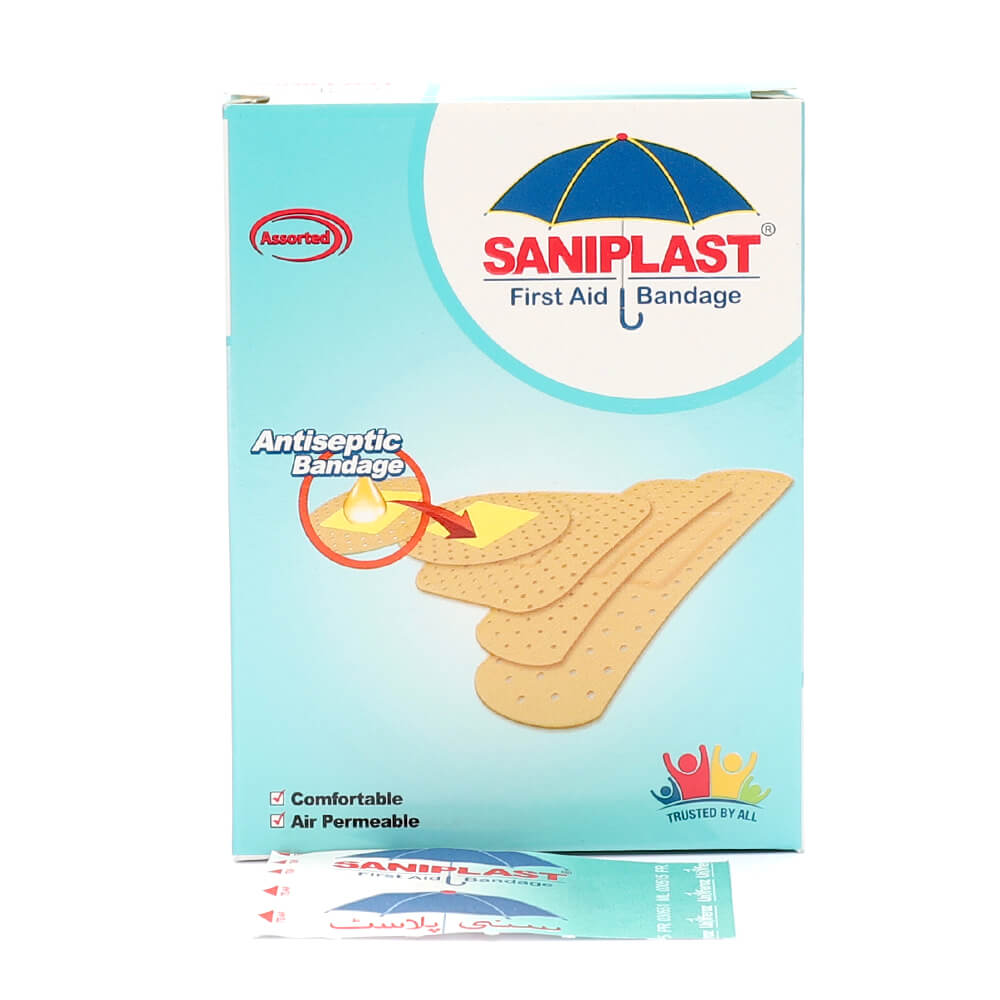 Assorted
SANIPLAST®
First Aid Bandage
Antiseptic
Bandage
Comfortable
Air Permeable
TRUSTED BY ALL
SANIPLAST®
First Aid Bandage
سنی پلاسٹ